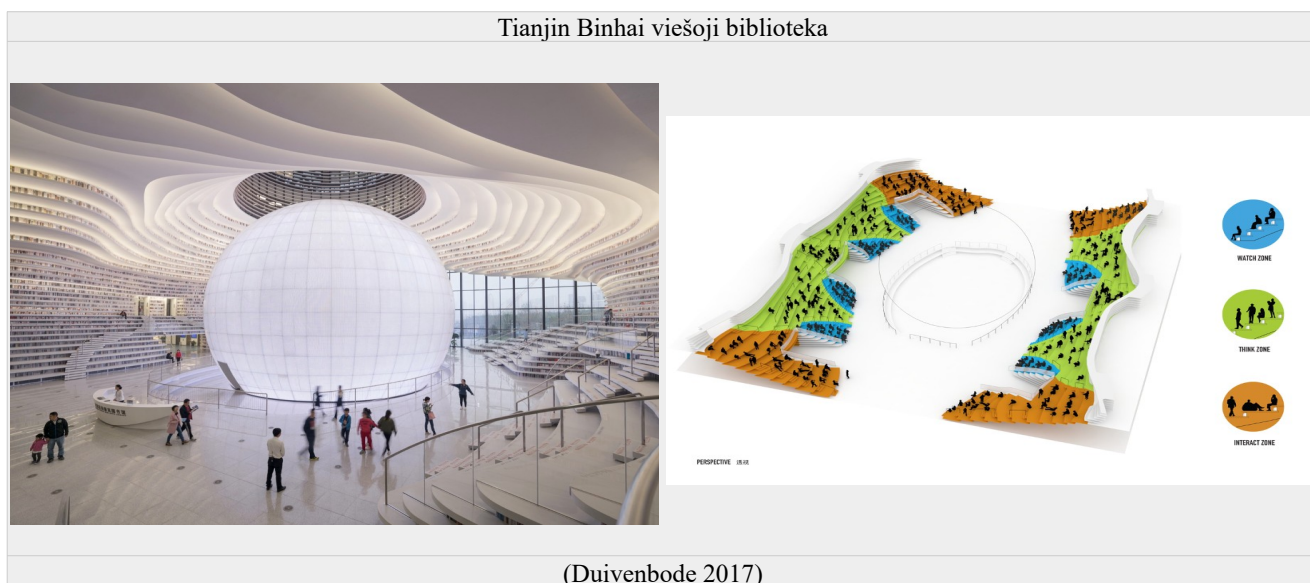 Tianjin Binhai viešoji biblioteka
WATCH ZONE
THINK ZONE
INTERACT ZONE
PERSPECTIVE 透视
(Duivenbode 2017)